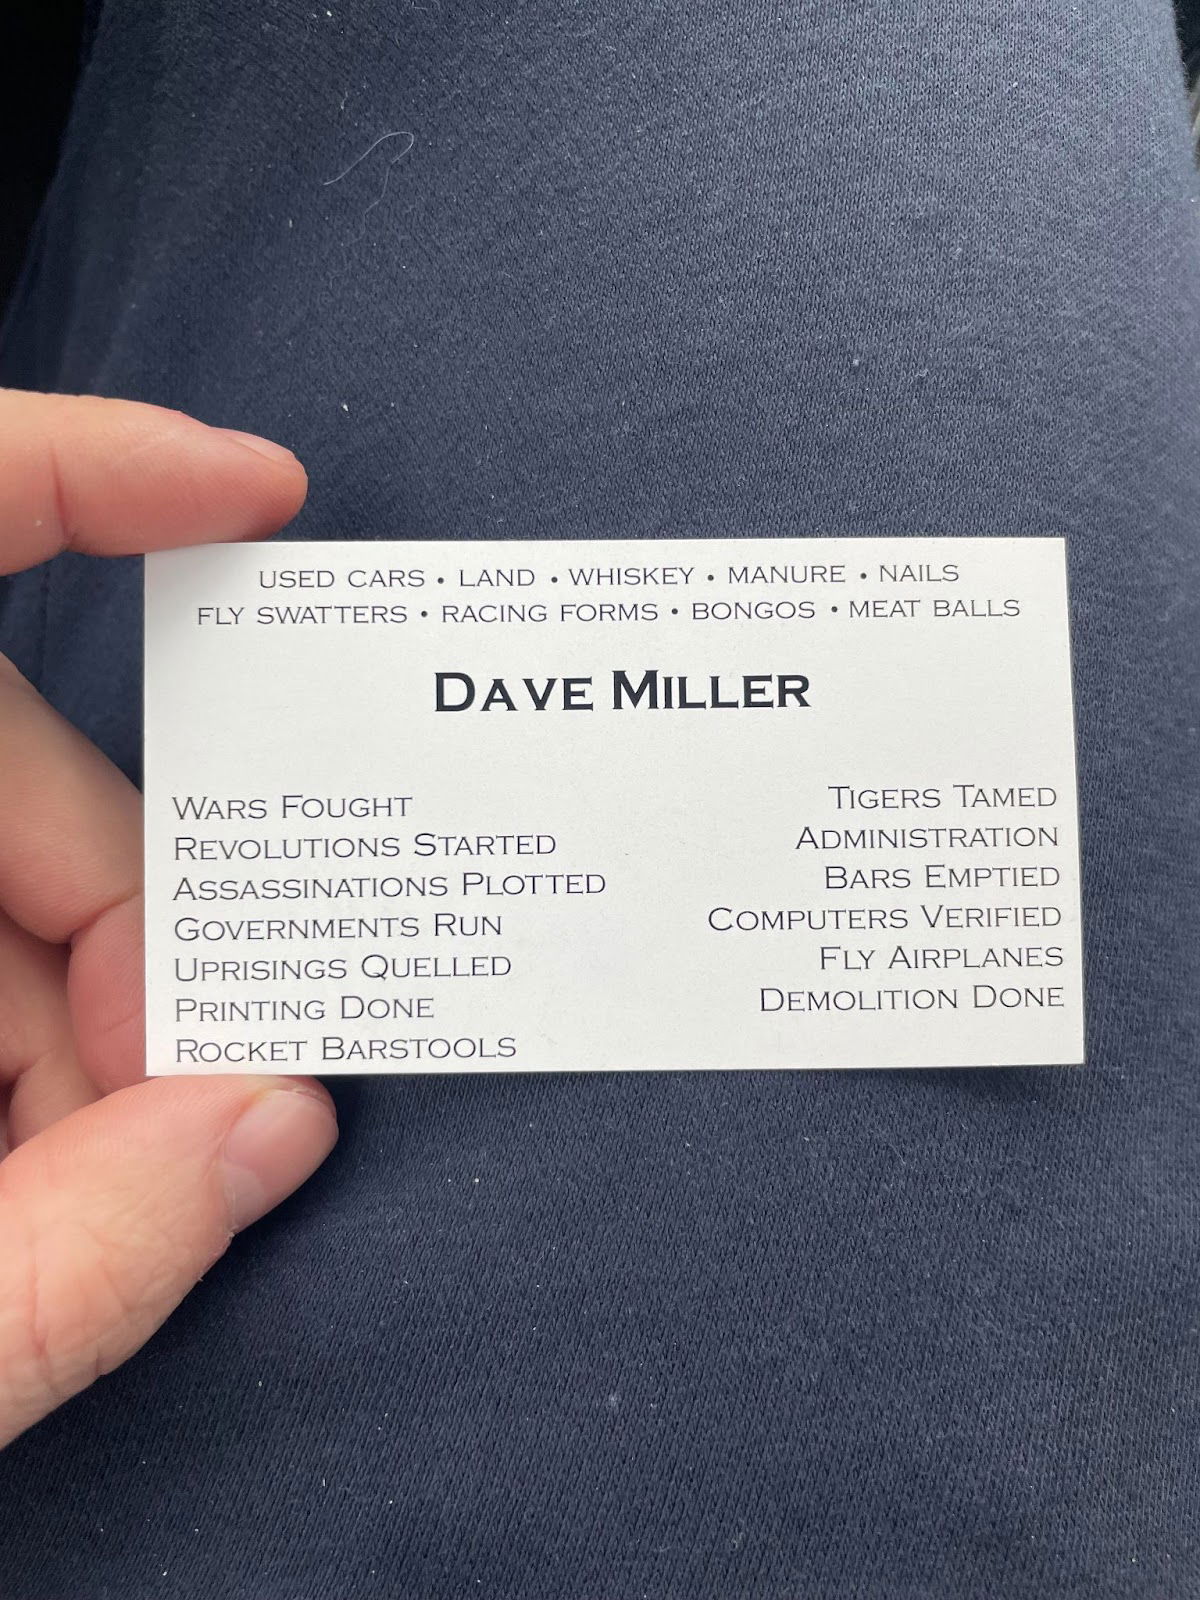 USED CARS • LAND • WHISKEY • MANURE • NAILS
FLY SWATTERS • RACING FORMS • BONGOS • MEAT BALLS
DAVE MILLER
WARS FOUGHT
REVOLUTIONS STARTED
ASSASSINATIONS PLOTTED
GOVERNMENTS RUN
UPRISINGS QUELLED
PRINTING DONE
ROCKET BARSTOOLS
TIGERS TAMED
ADMINISTRATION
BARS EMPTIED
COMPUTERS VERIFIED
FLY AIRPLANES
DEMOLITION DONE